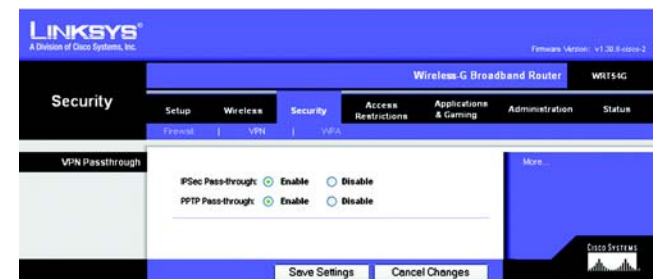 LINKSYS®
A Division of Cisco Systems, Inc.
Firmware Version: v1.30.8-cisco-2
Wireless-G Broadband Router WRT54G
Security
Setup Wireless Security Access Restrictions Applications & Gaming Administration Status
Firewall | VPN | WPA
VPN Passthrough
More...
IPSec Pass-through: Enable Disable
PPTP Pass-through: Enable Disable
CISCO SYSTEMS
Save Settings Cancel Changes